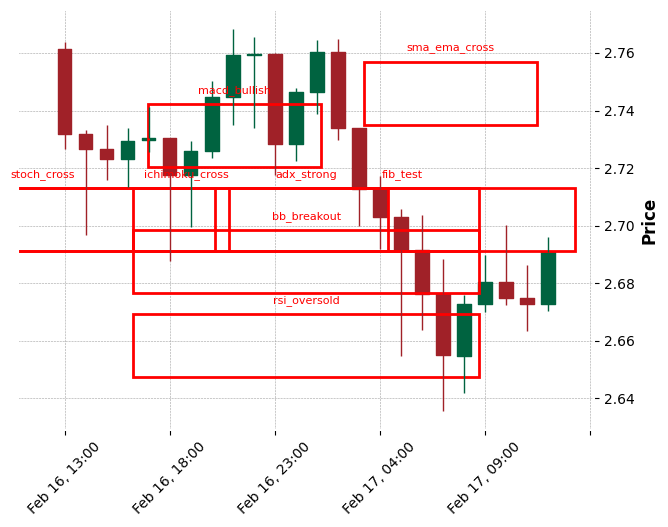 sma_ema_cross
macd_bullish
stoch_cross
ichimoku_cross
adx_strong
fib_test
bb_breakout
rsi_oversold
2.76
2.74
2.72
2.70
2.68
2.66
2.64
Price
Feb 16, 13:00
Feb 16, 18:00
Feb 16, 23:00
Feb 17, 04:00
Feb 17, 09:00